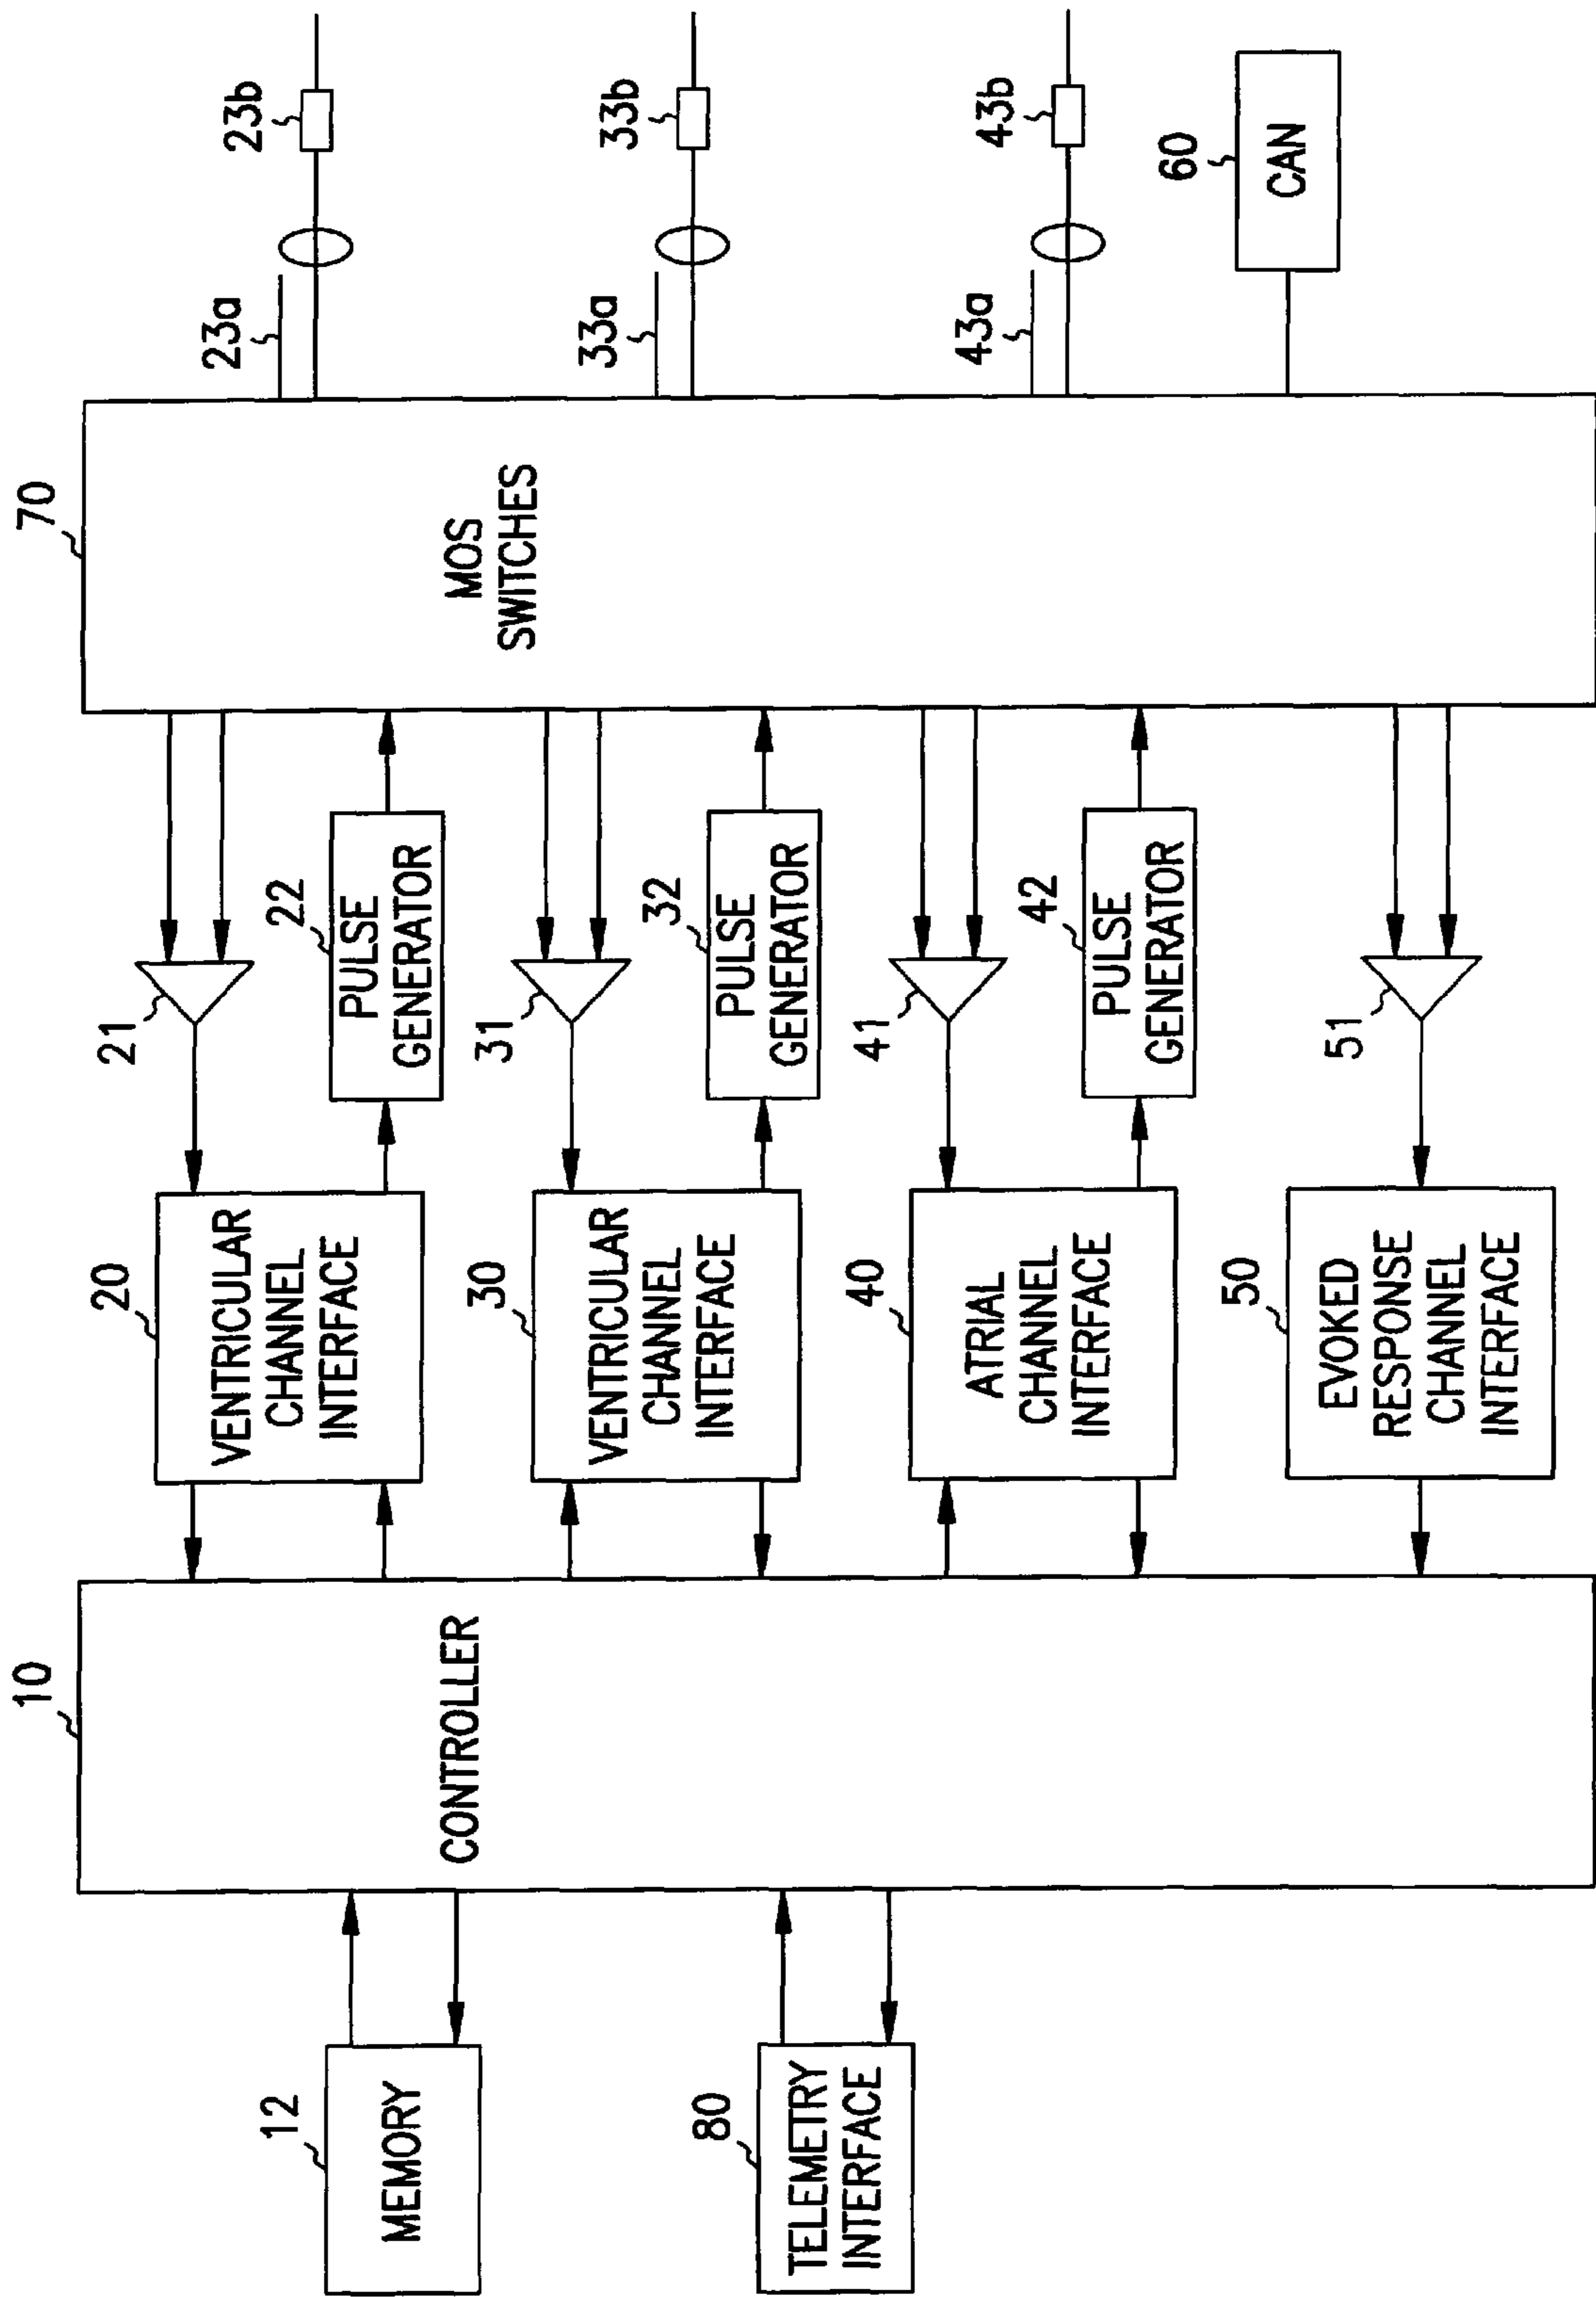 10
CONTROLLER
12
MEMORY
80
TELEMETRY
INTERFACE
20
VENTRICULAR
CHANNEL
INTERFACE
21
22
PULSE
GENERATOR
30
VENTRICULAR
CHANNEL
INTERFACE
31
32
PULSE
GENERATOR
40
ATRIAL
CHANNEL
INTERFACE
41
42
PULSE
GENERATOR
50
EVOKED
RESPONSE
CHANNEL
INTERFACE
51
70
MOS
SWITCHES
23a
23b
33a
33b
43a
43b
60
CAN